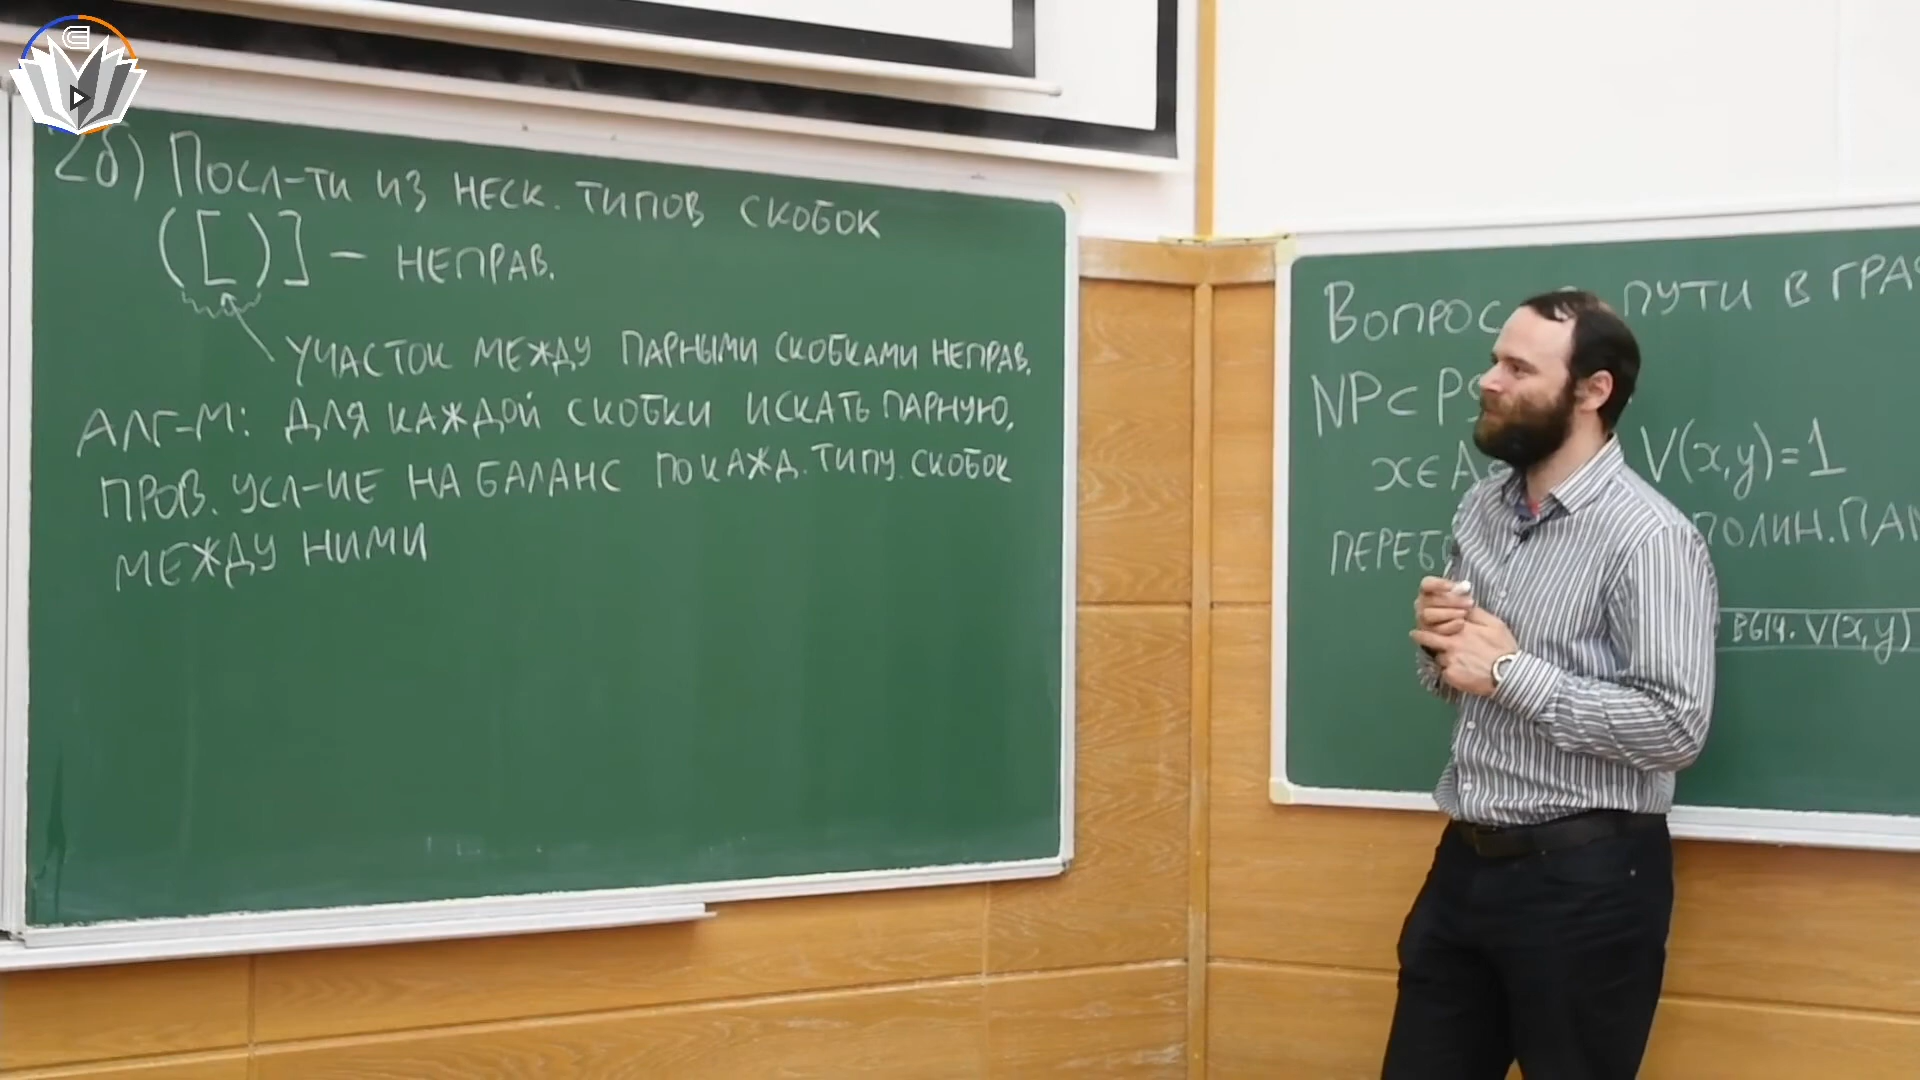 2б) Посл-ти из неск. типов скобок
([)] – неправ.
участок между парными скобками неправ.
Алг-м: для каждой скобки искать парную,
пров. усл-ие на баланс по кажд. типу. скобок
между ними
Вопрос пути в гра
NP⊂ PS
x∈A V(x,y)=1
переб полин. пам
выч. V(x,y)